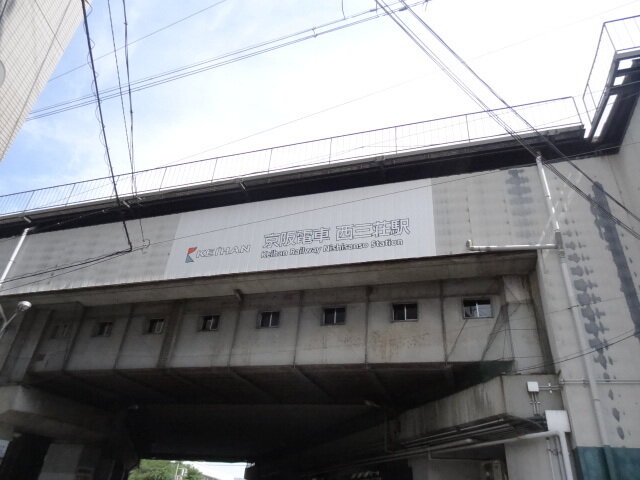 KEIHAN 京阪電車 西三荘駅
Keihan Railway Nishisanso Station